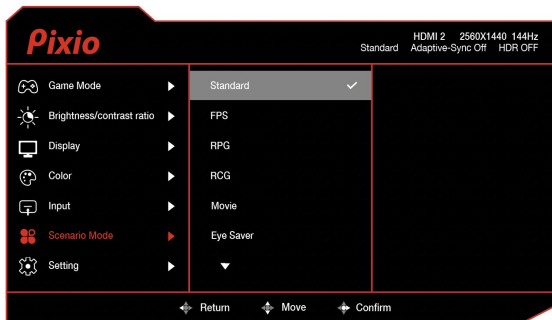 Pixio
HDMI 2 2560X1440 144Hz
Standard Adaptive-Sync Off HDR OFF
Game Mode
Brightness/contrast ratio
Display
Color
Input
Scenario Mode
Setting
Standard
FPS
RPG
RCG
Movie
Eye Saver
Return Move Confirm